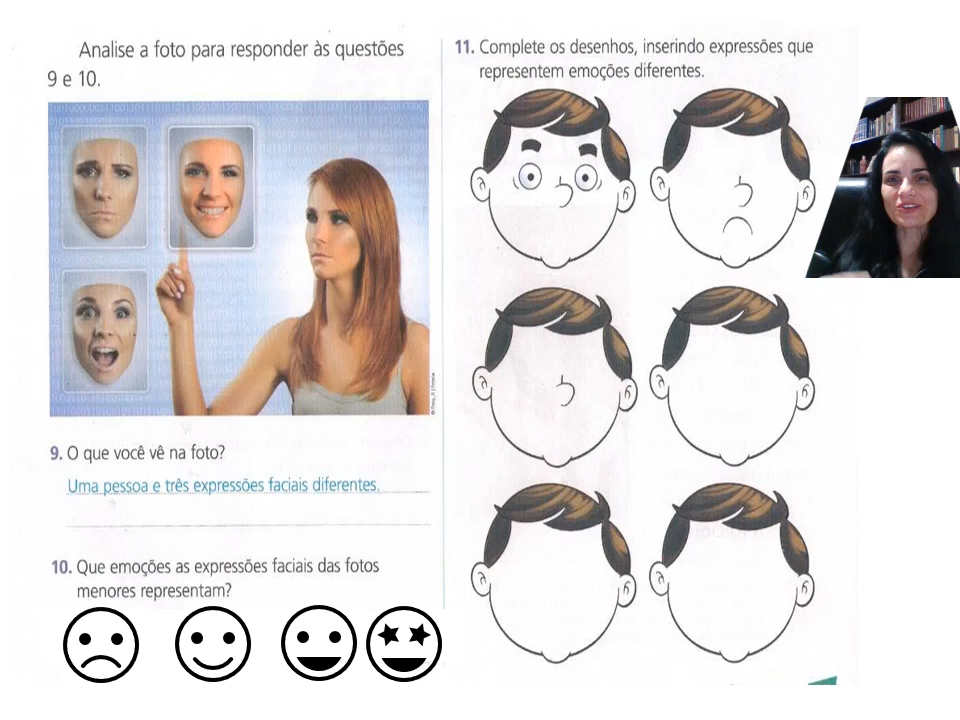 Analise a foto para responder às questões
9 e 10.
9. O que você vê na foto?
Uma pessoa e três expressões faciais diferentes.
10. Que emoções as expressões faciais das fotos
menores representam?
11. Complete os desenhos, inserindo expressões que
representem emoções diferentes.